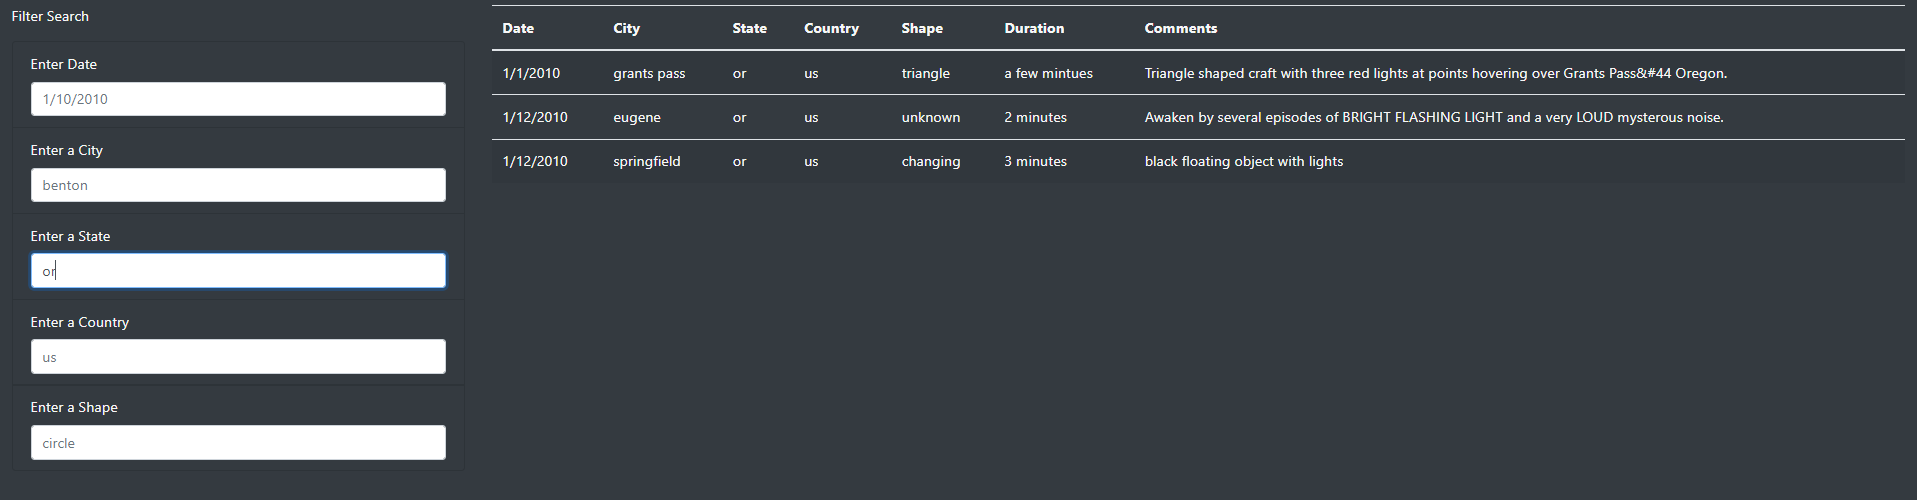 Filter Search
Enter Date
1/10/2010
Enter a City
benton
Enter a State
or
Enter a Country
us
Enter a Shape
circle
Date City State Country Shape Duration Comments
1/1/2010 grants pass or us triangle a few mintues Triangle shaped craft with three red lights at points hovering over Grants Pass&#44 Oregon.
1/12/2010 eugene or us unknown 2 minutes Awaken by several episodes of BRIGHT FLASHING LIGHT and a very LOUD mysterous noise.
1/12/2010 springfield or us changing 3 minutes black floating object with lights